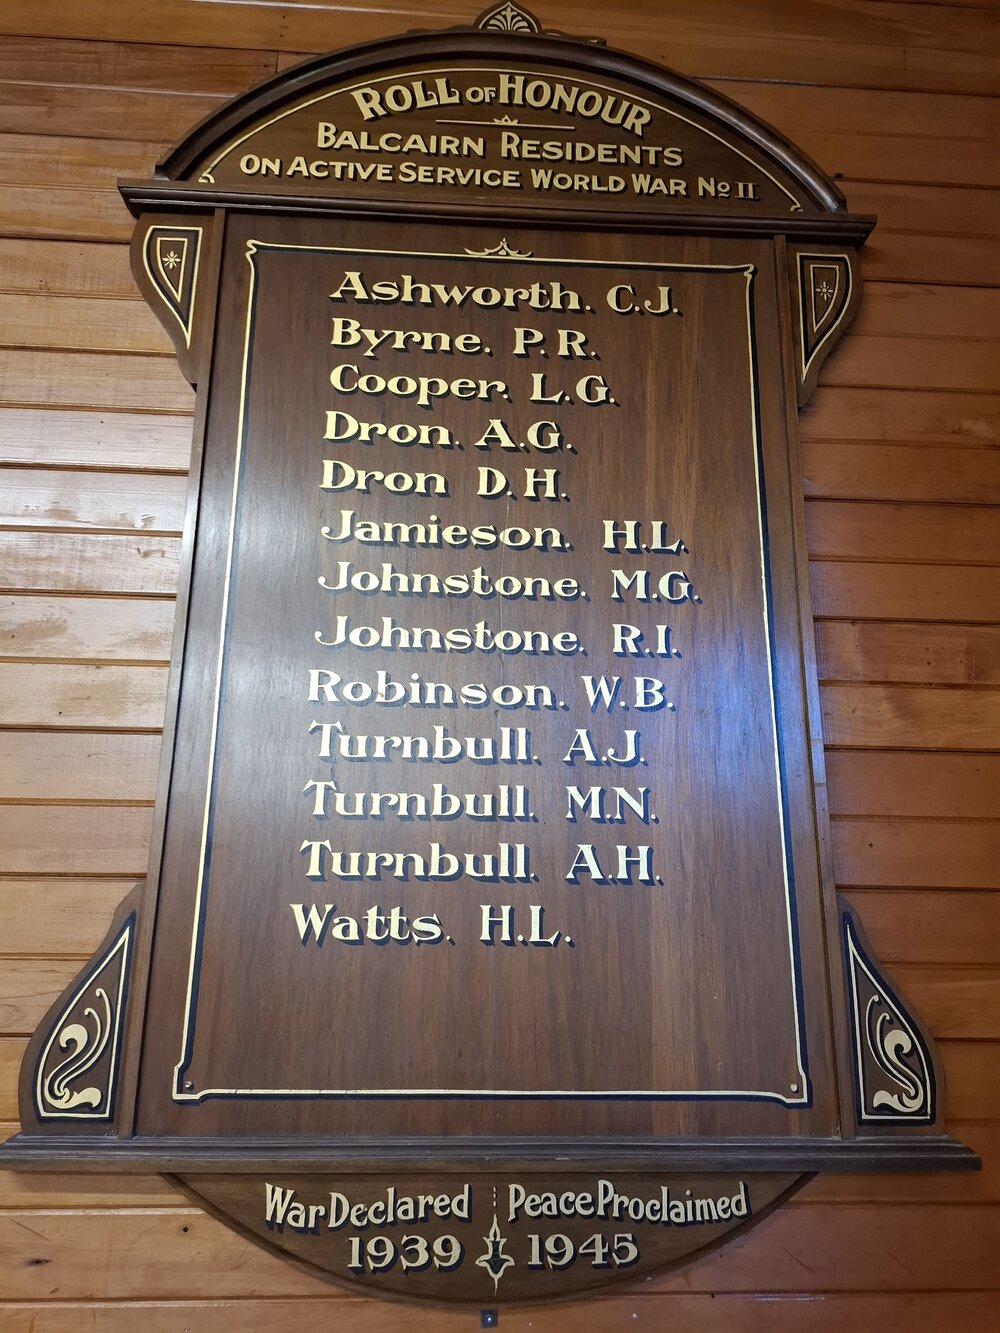 ROLL OF HONOUR
BALCAIRN RESIDENTS
ON ACTIVE SERVICE WORLD WAR No II
Ashworth. C.J.
Byrne. P.R.
Cooper. L.G.
Dron. A.G.
Dron D.H.
Jamieson. H.L.
Johnstone. M.G.
Johnstone. R.I.
Robinson. W.B.
Turnbull. A.J.
Turnbull. M.N.
Turnbull. A.H.
Watts. H.L.
War Declared Peace Proclaimed
1939 1945